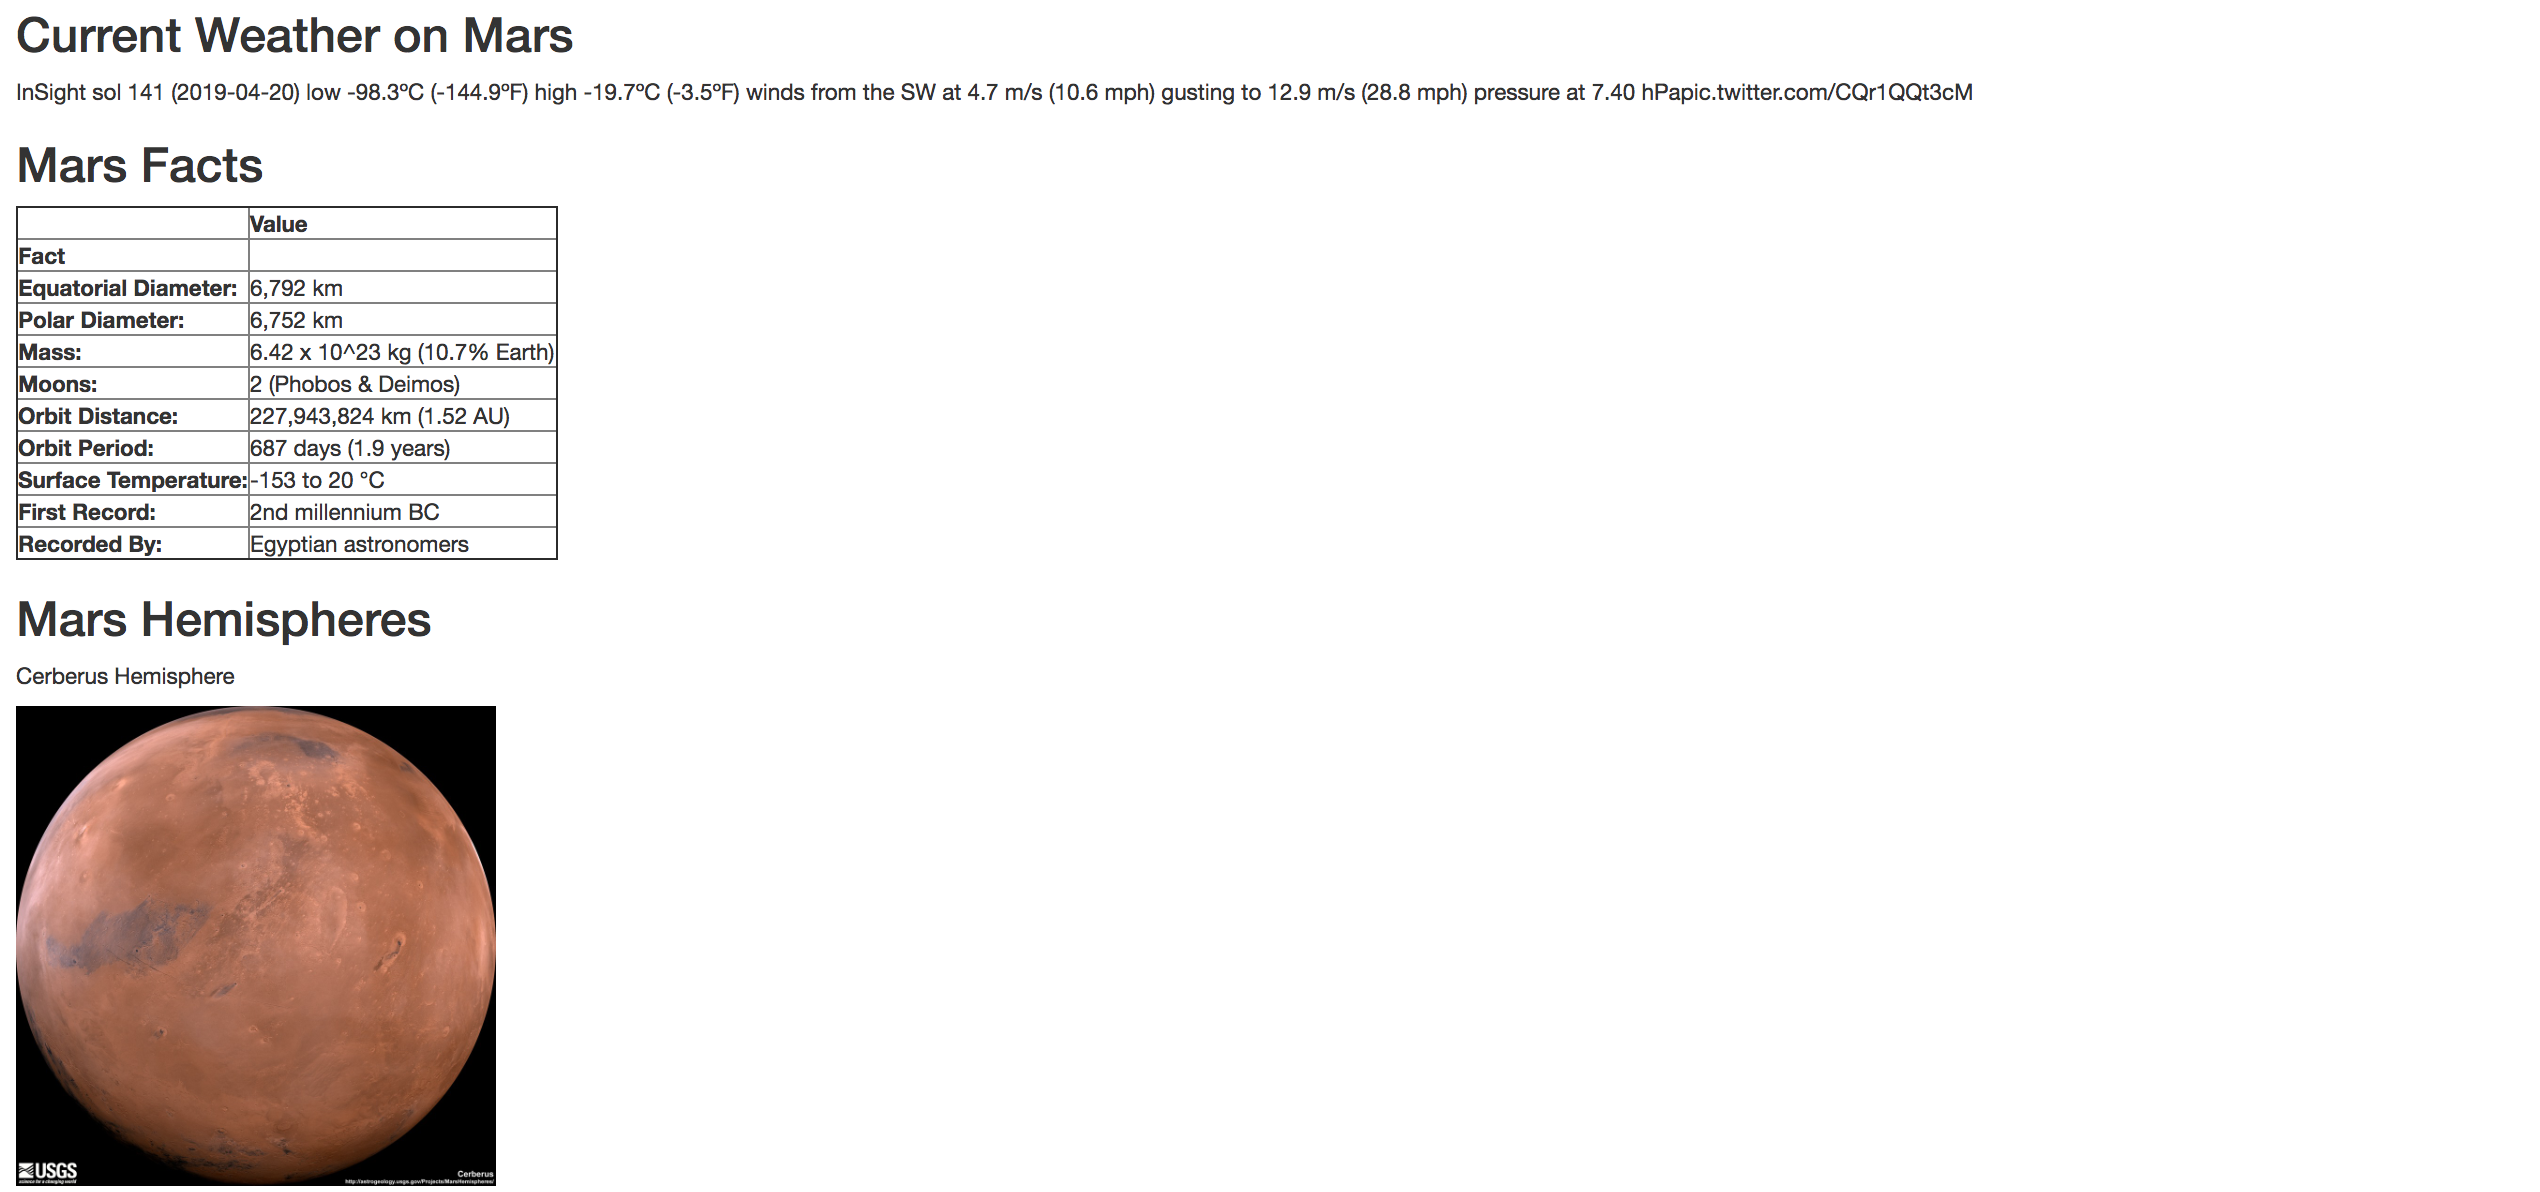 Current Weather on Mars
InSight sol 141 (2019-04-20) low -98.3ºC (-144.9ºF) high -19.7ºC (-3.5ºF) winds from the SW at 4.7 m/s (10.6 mph) gusting to 12.9 m/s (28.8 mph) pressure at 7.40 hPapic.twitter.com/CQr1QQt3cM
Mars Facts
Value
Fact
Equatorial Diameter: 6,792 km
Polar Diameter: 6,752 km
Mass: 6.42 x 10^23 kg (10.7% Earth)
Moons: 2 (Phobos & Deimos)
Orbit Distance: 227,943,824 km (1.52 AU)
Orbit Period: 687 days (1.9 years)
Surface Temperature: -153 to 20 °C
First Record: 2nd millennium BC
Recorded By: Egyptian astronomers
Mars Hemispheres
Cerberus Hemisphere
USGS
science for a changing world
Cerberus
http://astrogeology.usgs.gov/Projects/MarsHemispheres/